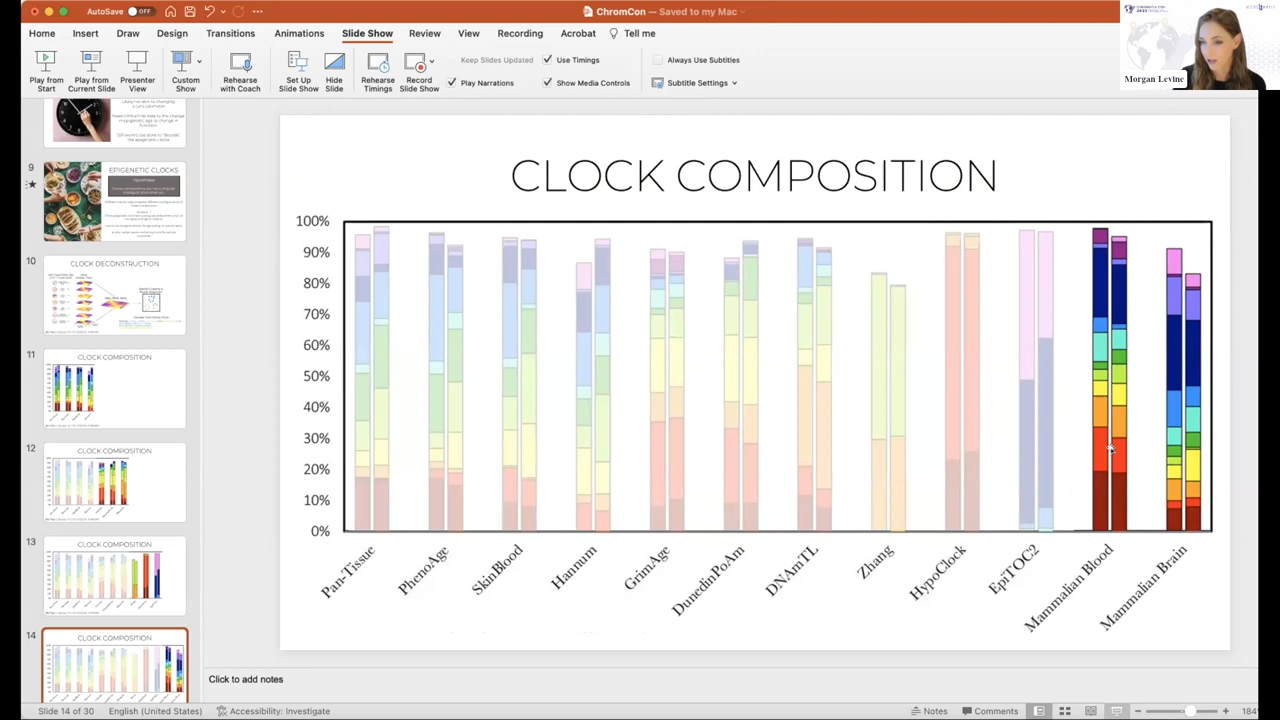 AutoSave OFF
ChromCon — Saved to my Mac
Home Insert Draw Design Transitions Animations Slide Show Review View Recording Acrobat Tell me
Play from Start
Play from Current Slide
Presenter View
Custom Show
Rehearse with Coach
Set Up Slide Show
Hide Slide
Rehearse Timings
Record Slide Show
Keep Slides Updated
Use Timings
Always Use Subtitles
Play Narrations
Show Media Controls
Subtitle Settings
Morgan Levine
9
EPIGENETIC CLOCKS
10
CLOCK DECONSTRUCTION
11
CLOCK COMPOSITION
12
CLOCK COMPOSITION
13
CLOCK COMPOSITION
14
CLOCK COMPOSITION
CLOCK COMPOSITION
100%
90%
80%
70%
60%
50%
40%
30%
20%
10%
0%
Pan-Tissue
PhenoAge
SkinBlood
Hannum
GrimAge
DunedinPoAm
DNAmTL
Zhang
HypoClock
EpiTOC2
Mammalian Blood
Mammalian Brain
Click to add notes
Slide 14 of 30 English (United States) Accessibility: Investigate Notes Comments 184